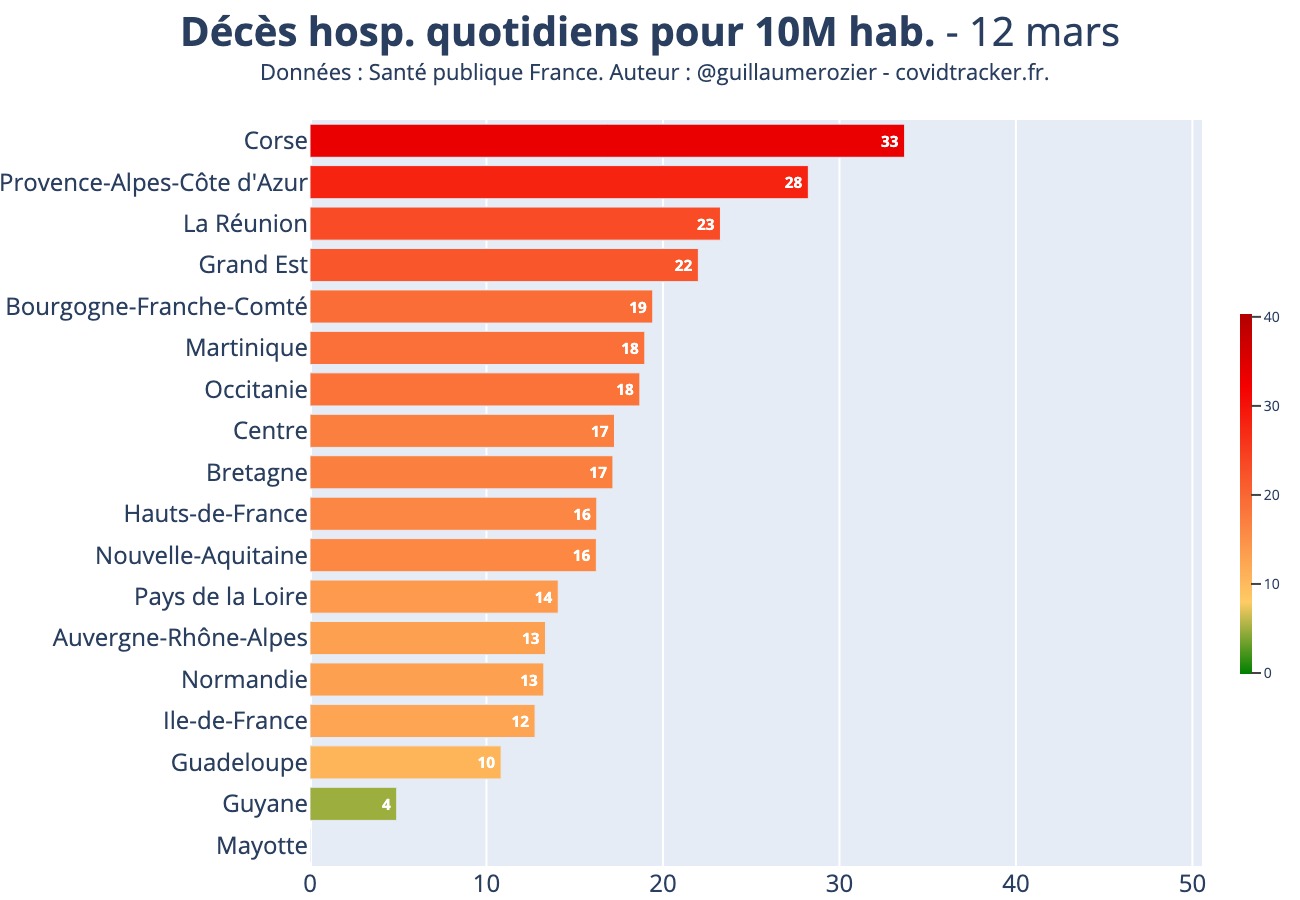 Décès hosp. quotidiens pour 10M hab. - 12 mars
Données : Santé publique France. Auteur : @guillaumerozier - covidtracker.fr.
Corse 33
Provence-Alpes-Côte d'Azur 28
La Réunion 23
Grand Est 22
Bourgogne-Franche-Comté 19
Martinique 18
Occitanie 18
Centre 17
Bretagne 17
Hauts-de-France 16
Nouvelle-Aquitaine 16
Pays de la Loire 14
Auvergne-Rhône-Alpes 13
Normandie 13
Ile-de-France 12
Guadeloupe 10
Guyane 4
Mayotte
0 10 20 30 40 50
40
30
20
10
0